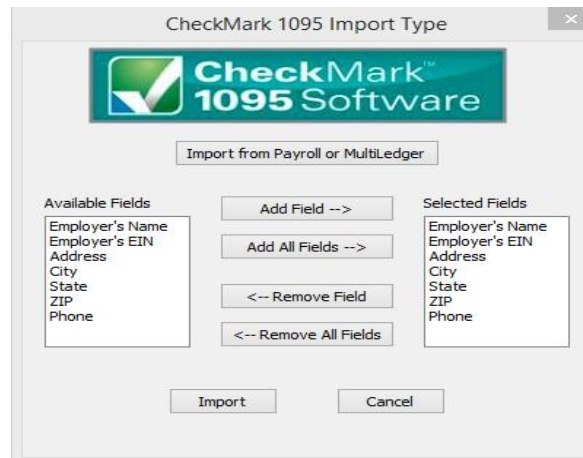 CheckMark 1095 Import Type
CheckMark™
1095 Software
Import from Payroll or MultiLedger
Available Fields
Employer's Name
Employer's EIN
Address
City
State
ZIP
Phone
Add Field -->
Add All Fields -->
<-- Remove Field
<-- Remove All Fields
Selected Fields
Employer's Name
Employer's EIN
Address
City
State
ZIP
Phone
Import
Cancel